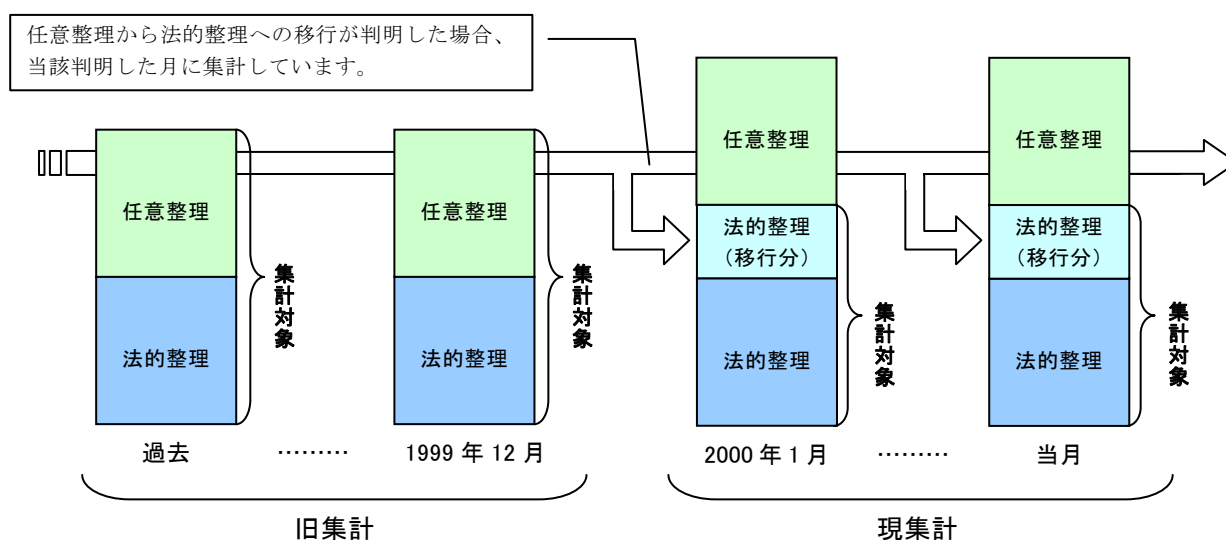 任意整理から法的整理への移行が判明した場合、
当該判明した月に集計しています。
任意整理
法的整理
集計対象
任意整理
法的整理
集計対象
任意整理
法的整理
（移行分）
法的整理
集計対象
任意整理
法的整理
（移行分）
法的整理
集計対象
過去 ……… 1999 年 12 月 2000 年 1 月 ……… 当月
旧集計 現集計